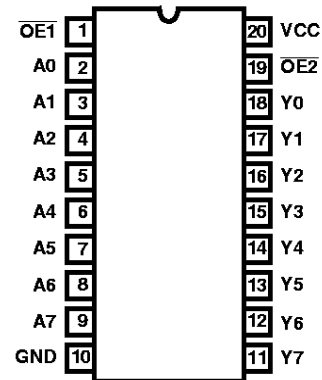 OE1 1 20 VCC
A0 2 19 OE2
A1 3 18 Y0
A2 4 17 Y1
A3 5 16 Y2
A4 6 15 Y3
A5 7 14 Y4
A6 8 13 Y5
A7 9 12 Y6
GND 10 11 Y7